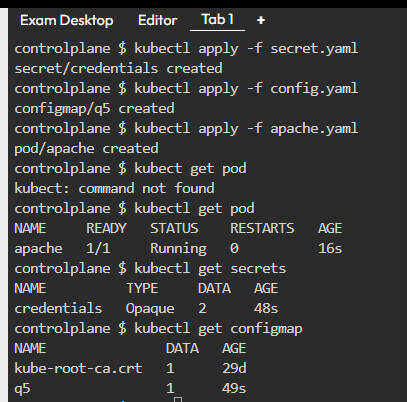 Exam Desktop Editor Tab 1 +
controlplane $ kubectl apply -f secret.yaml
secret/credentials created
controlplane $ kubectl apply -f config.yaml
configmap/q5 created
controlplane $ kubectl apply -f apache.yaml
pod/apache created
controlplane $ kubect get pod
kubect: command not found
controlplane $ kubectl get pod
NAME READY STATUS RESTARTS AGE
apache 1/1 Running 0 16s
controlplane $ kubectl get secrets
NAME TYPE DATA AGE
credentials Opaque 2 48s
controlplane $ kubectl get configmap
NAME DATA AGE
kube-root-ca.crt 1 29d
q5 1 49s